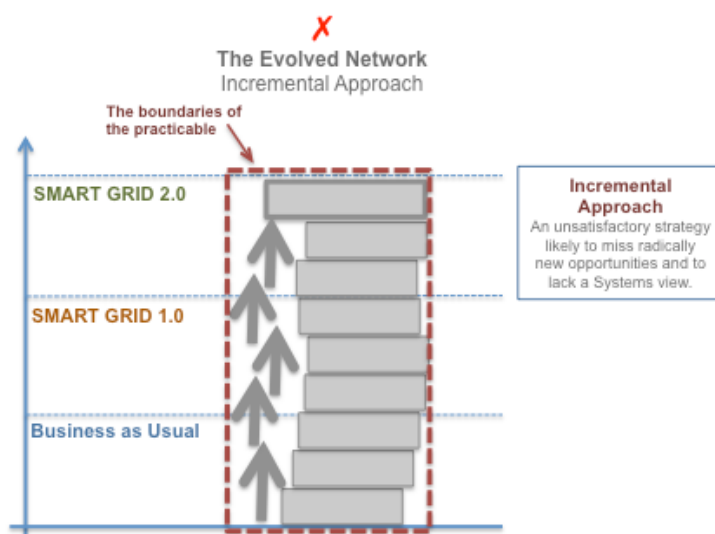 ✗
The Evolved Network
Incremental Approach
The boundaries of
the practicable
SMART GRID 2.0
SMART GRID 1.0
Business as Usual
Incremental
Approach
An unsatisfactory strategy
likely to miss radically
new opportunities and to
lack a Systems view.